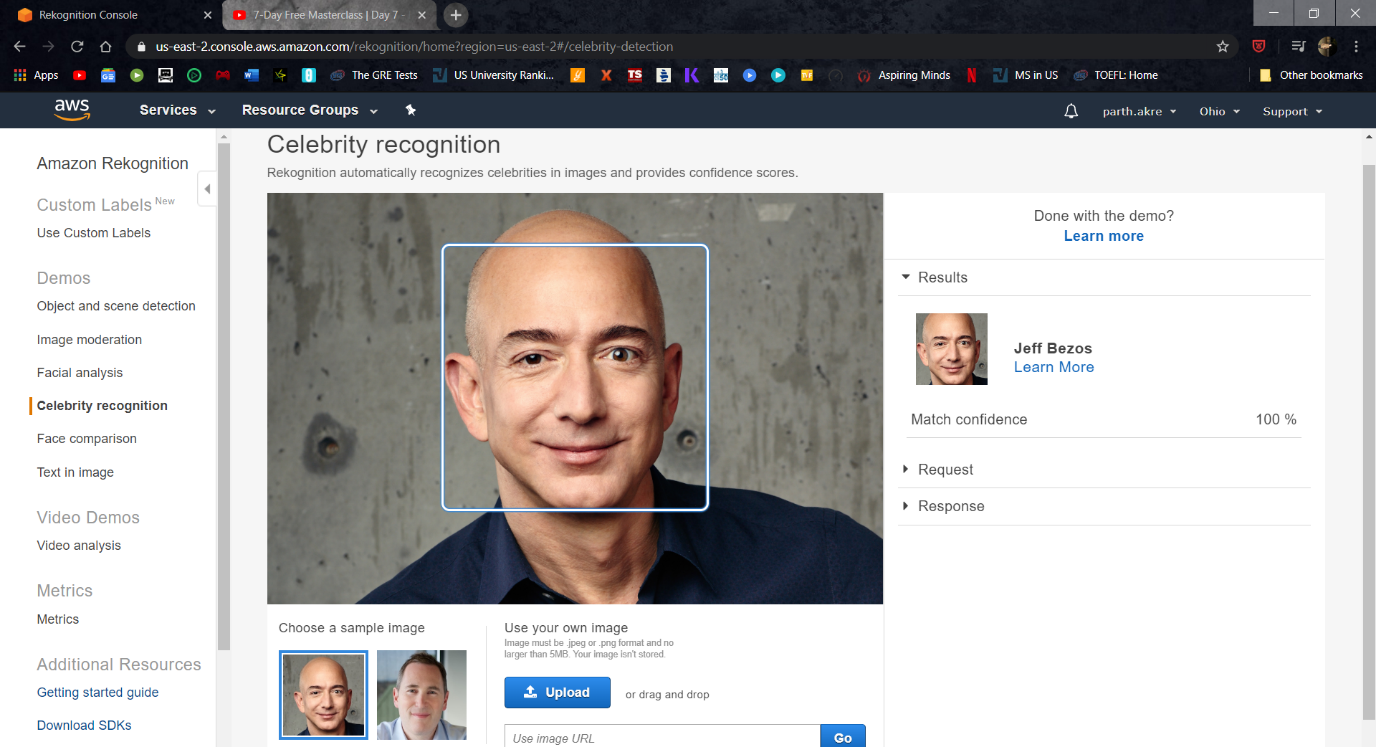 Rekognition Console
7-Day Free Masterclass | Day 7 -
us-east-2.console.aws.amazon.com/rekognition/home?region=us-east-2#/celebrity-detection
Apps
The GRE Tests
US University Ranki...
TS
Aspiring Minds
MS in US
TOEFL: Home
Other bookmarks
aws
Services
Resource Groups
parth.akre
Ohio
Support
Amazon Rekognition
Custom Labels New
Use Custom Labels
Demos
Object and scene detection
Image moderation
Facial analysis
Celebrity recognition
Face comparison
Text in image
Video Demos
Video analysis
Metrics
Metrics
Additional Resources
Getting started guide
Download SDKs
Celebrity recognition
Rekognition automatically recognizes celebrities in images and provides confidence scores.
Choose a sample image
Use your own image
Image must be .jpeg or .png format and no
larger than 5MB. Your image isn't stored.
Upload
or drag and drop
Use image URL
Go
Done with the demo?
Learn more
Results
Jeff Bezos
Learn More
Match confidence 100 %
Request
Response